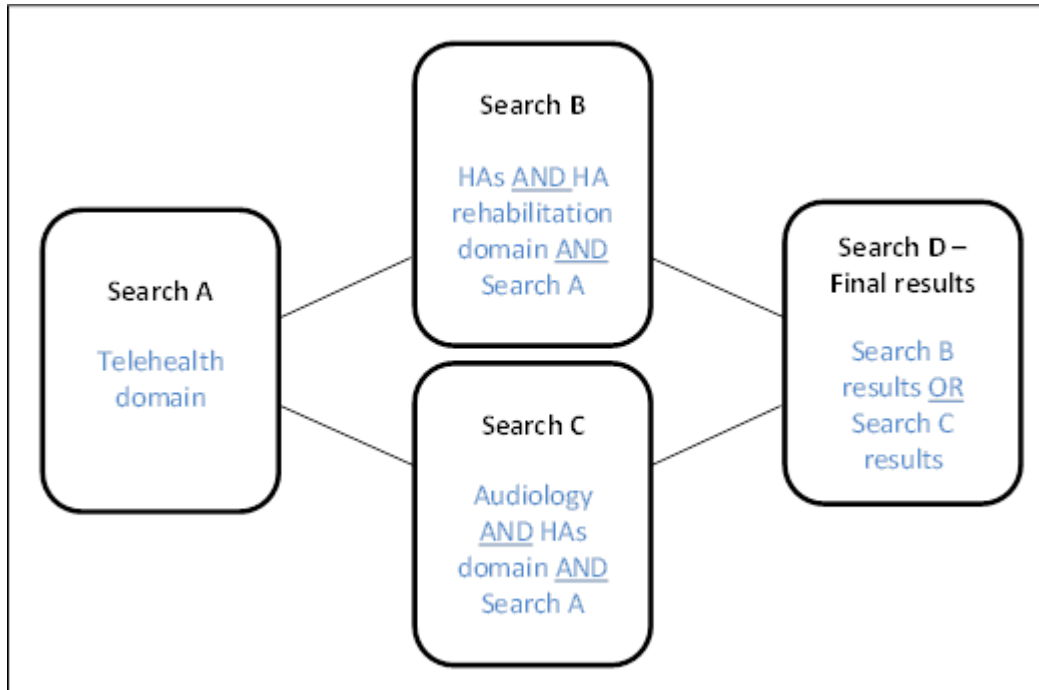 Search A
Telehealth
domain
Search B
HAs AND HA
rehabilitation
domain AND
Search A
Search C
Audiology
AND HAs
domain AND
Search A
Search D –
Final results
Search B
results OR
Search C
results